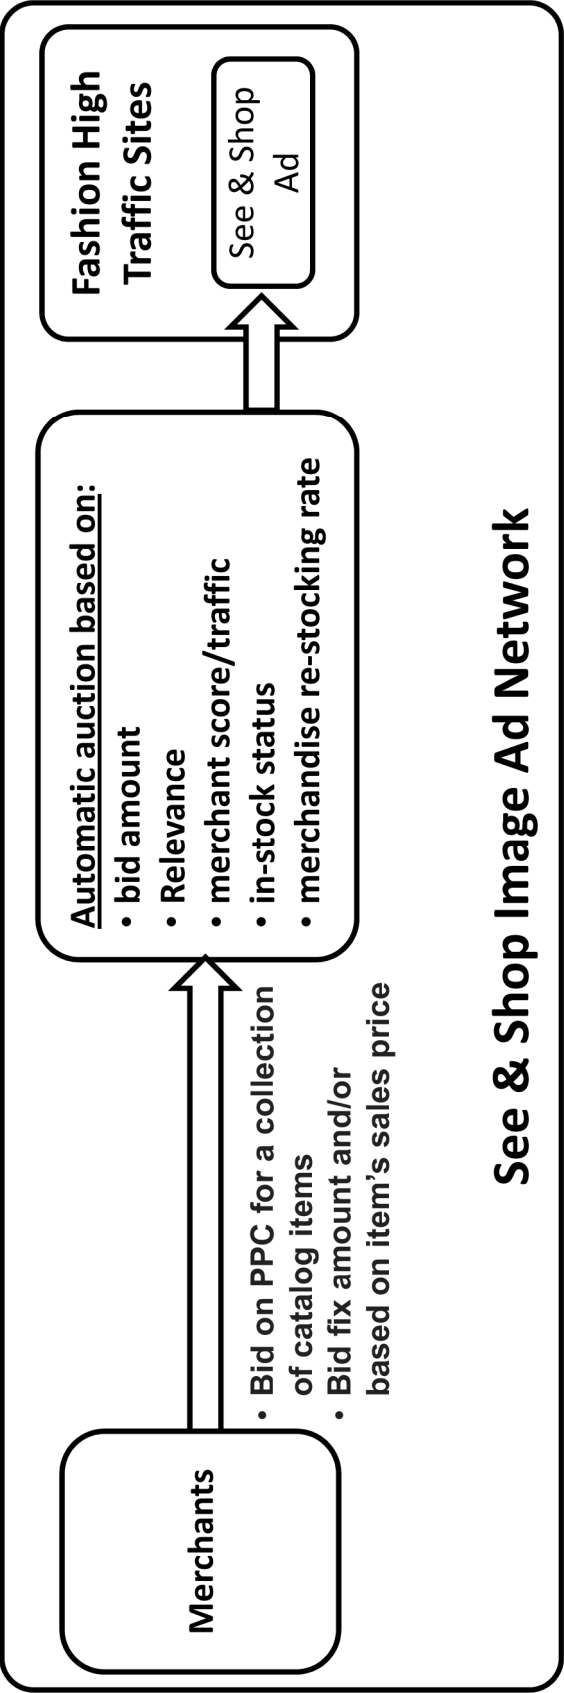 Merchants
• Bid on PPC for a collection
of catalog items
• Bid fix amount and/or
based on item’s sales price
Automatic auction based on:
• bid amount
• Relevance
• merchant score/traffic
• in-stock status
• merchandise re-stocking rate
Fashion High
Traffic Sites
See & Shop
Ad
See & Shop Image Ad Network